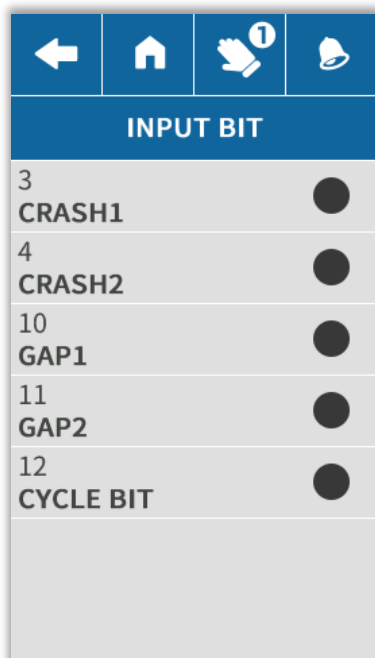 1
INPUT BIT
3
CRASH1
4
CRASH2
10
GAP1
11
GAP2
12
CYCLE BIT